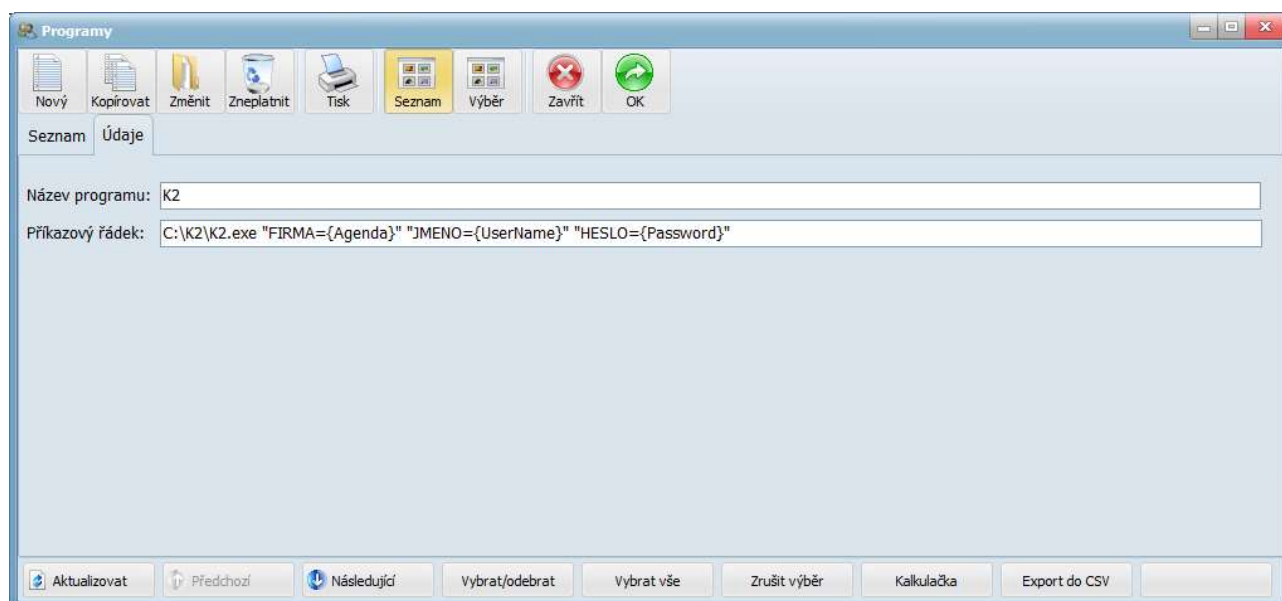 Programy
Nový Kopírovat Změnit Zneplatnit Tisk Seznam Výběr Zavřít OK
Seznam Údaje
Název programu: K2
Příkazový řádek: C:\K2\K2.exe "FIRMA={Agenda}" "JMENO={UserName}" "HESLO={Password}"
Aktualizovat Předchozí Následující Vybrat/odebrat Vybrat vše Zrušit výběr Kalkulačka Export do CSV